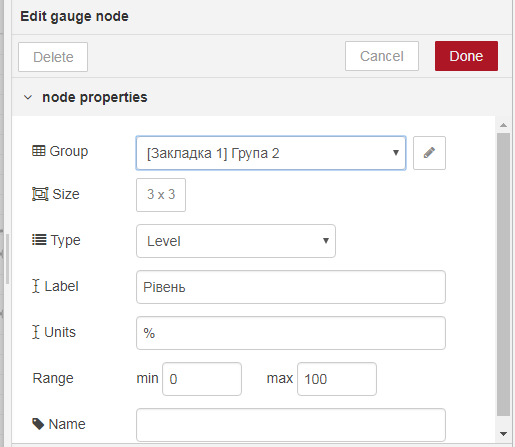 Edit gauge node
Delete Cancel Done
node properties
Group [Закладка 1] Група 2
Size 3 x 3
Type Level
Label Рівень
Units %
Range min 0 max 100
Name